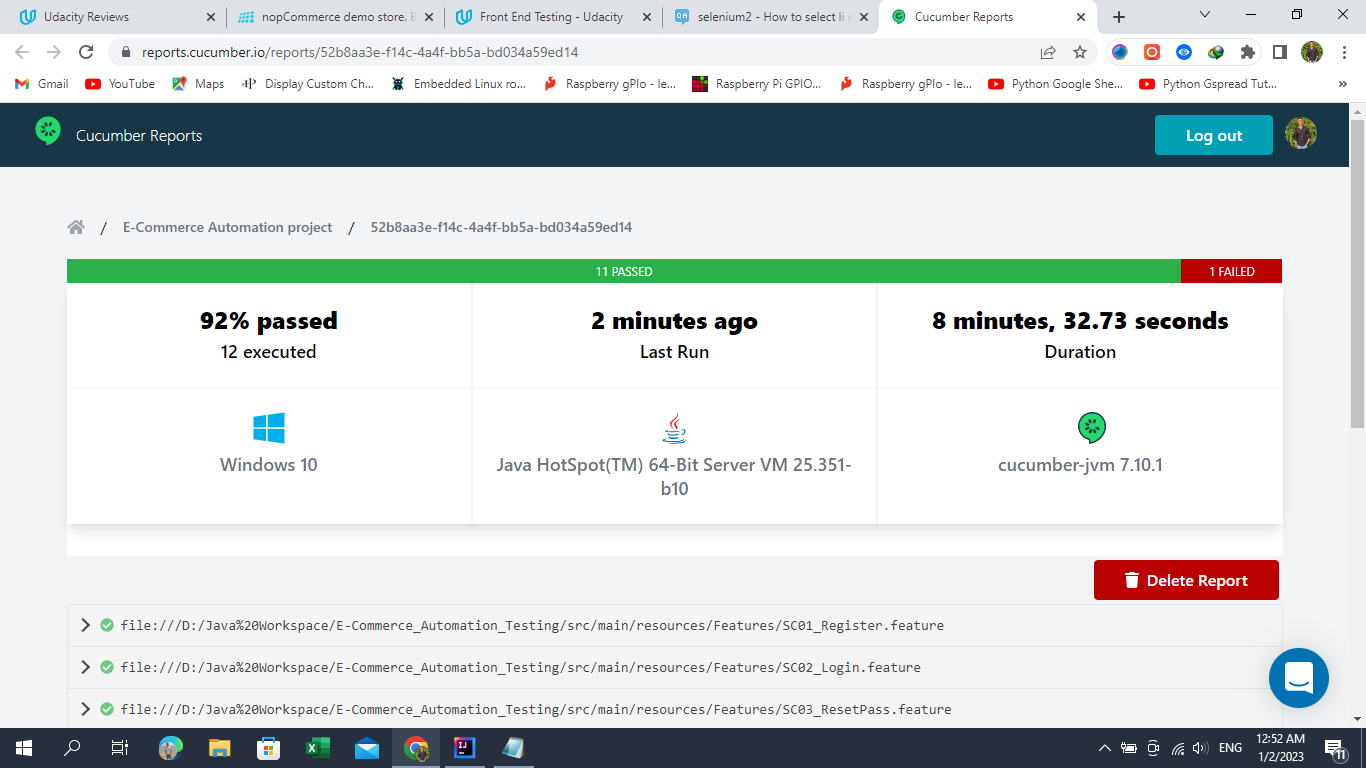 Udacity Reviews
nopCommerce demo store. B
Front End Testing - Udacity
selenium2 - How to select li
Cucumber Reports
reports.cucumber.io/reports/52b8aa3e-f14c-4a4f-bb5a-bd034a59ed14
Gmail
YouTube
Maps
Display Custom Ch...
Embedded Linux ro...
Raspberry gPIo - le...
Raspberry Pi GPIO...
Raspberry gPIo - le...
Python Google She...
Python Gspread Tut...
Cucumber Reports
Log out
/ E-Commerce Automation project / 52b8aa3e-f14c-4a4f-bb5a-bd034a59ed14
11 PASSED
1 FAILED
92% passed
12 executed
2 minutes ago
Last Run
8 minutes, 32.73 seconds
Duration
Windows 10
Java HotSpot(TM) 64-Bit Server VM 25.351-
b10
cucumber-jvm 7.10.1
Delete Report
file:///D:/Java%20Workspace/E-Commerce_Automation_Testing/src/main/resources/Features/SC01_Register.feature
file:///D:/Java%20Workspace/E-Commerce_Automation_Testing/src/main/resources/Features/SC02_Login.feature
file:///D:/Java%20Workspace/E-Commerce_Automation_Testing/src/main/resources/Features/SC03_ResetPass.feature
ENG
12:52 AM
1/2/2023
11